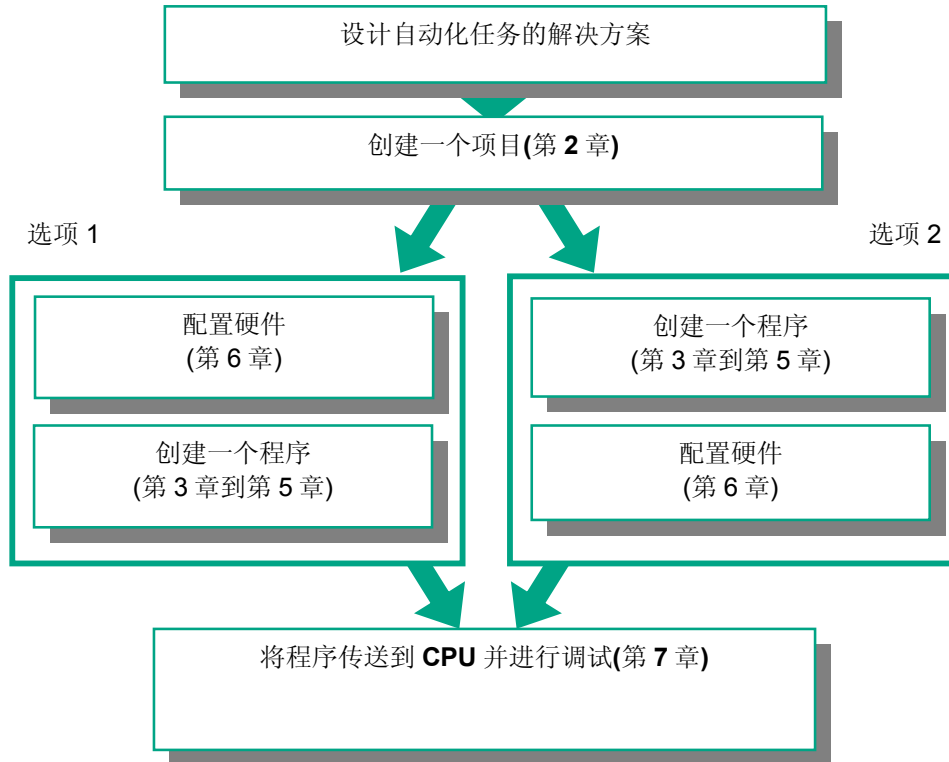 设计自动化任务的解决方案
创建一个项目(第 2 章)
选项 1
选项 2
配置硬件
(第 6 章)
创建一个程序
(第 3 章到第 5 章)
创建一个程序
(第 3 章到第 5 章)
配置硬件
(第 6 章)
将程序传送到 CPU 并进行调试(第 7 章)